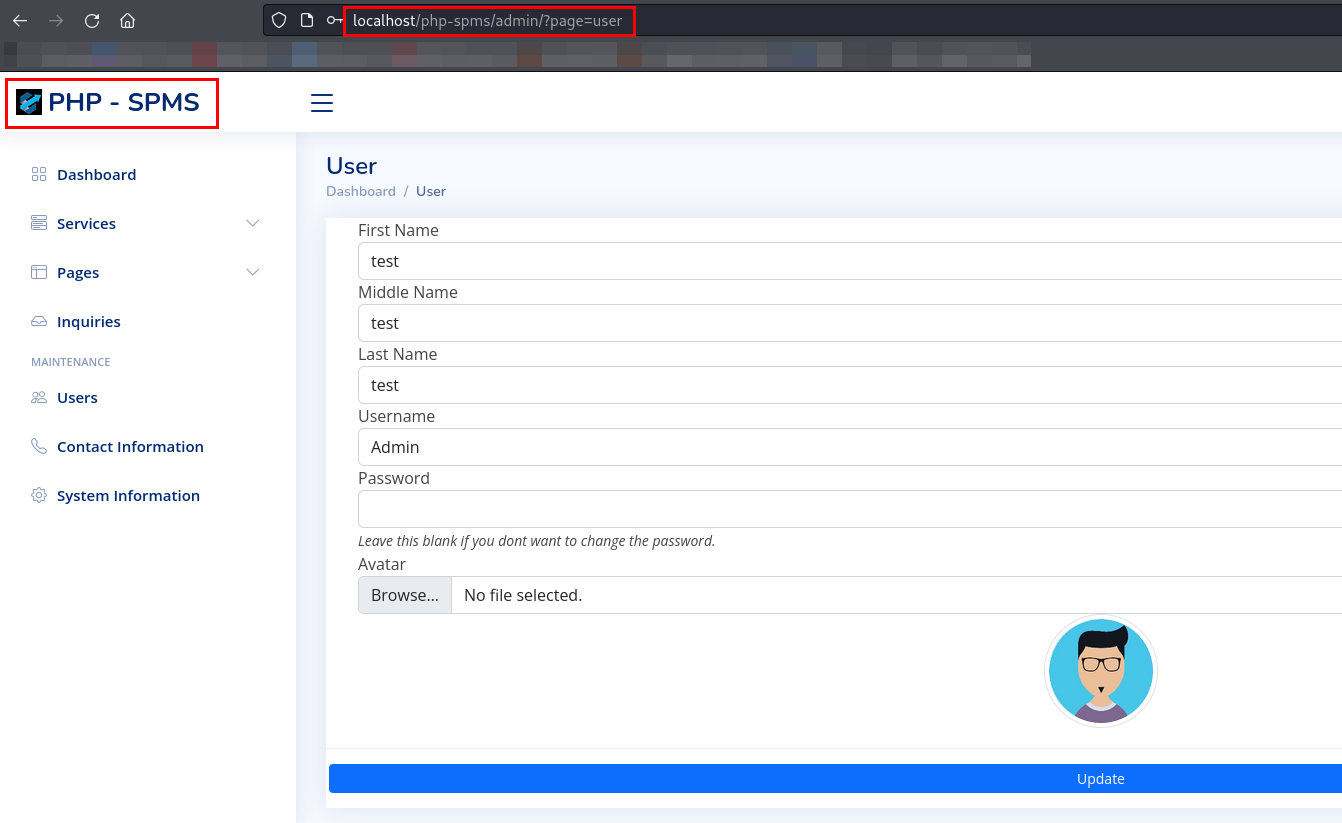 localhost/php-spms/admin/?page=user
PHP - SPMS
Dashboard
Services
Pages
Inquiries
MAINTENANCE
Users
Contact Information
System Information
User
Dashboard / User
First Name
test
Middle Name
test
Last Name
test
Username
Admin
Password
Leave this blank if you dont want to change the password.
Avatar
Browse... No file selected.
Update